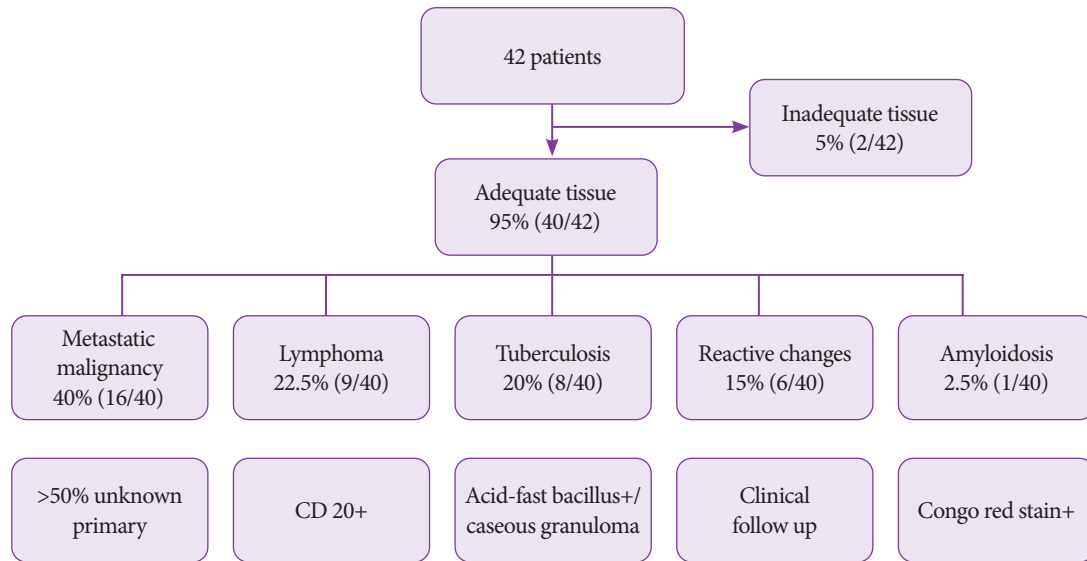 42 patients
Inadequate tissue
5% (2/42)
Adequate tissue
95% (40/42)
Metastatic
malignancy
40% (16/40)
Lymphoma
22.5% (9/40)
Tuberculosis
20% (8/40)
Reactive changes
15% (6/40)
Amyloidosis
2.5% (1/40)
>50% unknown
primary
CD 20+
Acid-fast bacillus+/
caseous granuloma
Clinical
follow up
Congo red stain+